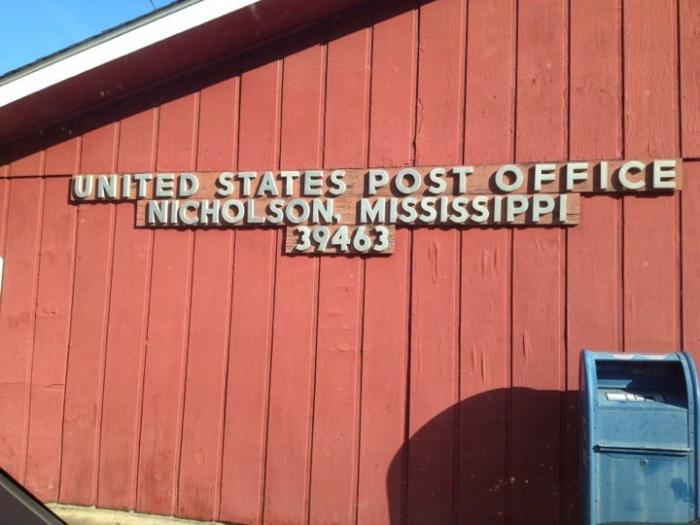 UNITED STATES POST OFFICE
NICHOLSON, MISSISSIPPI
39463